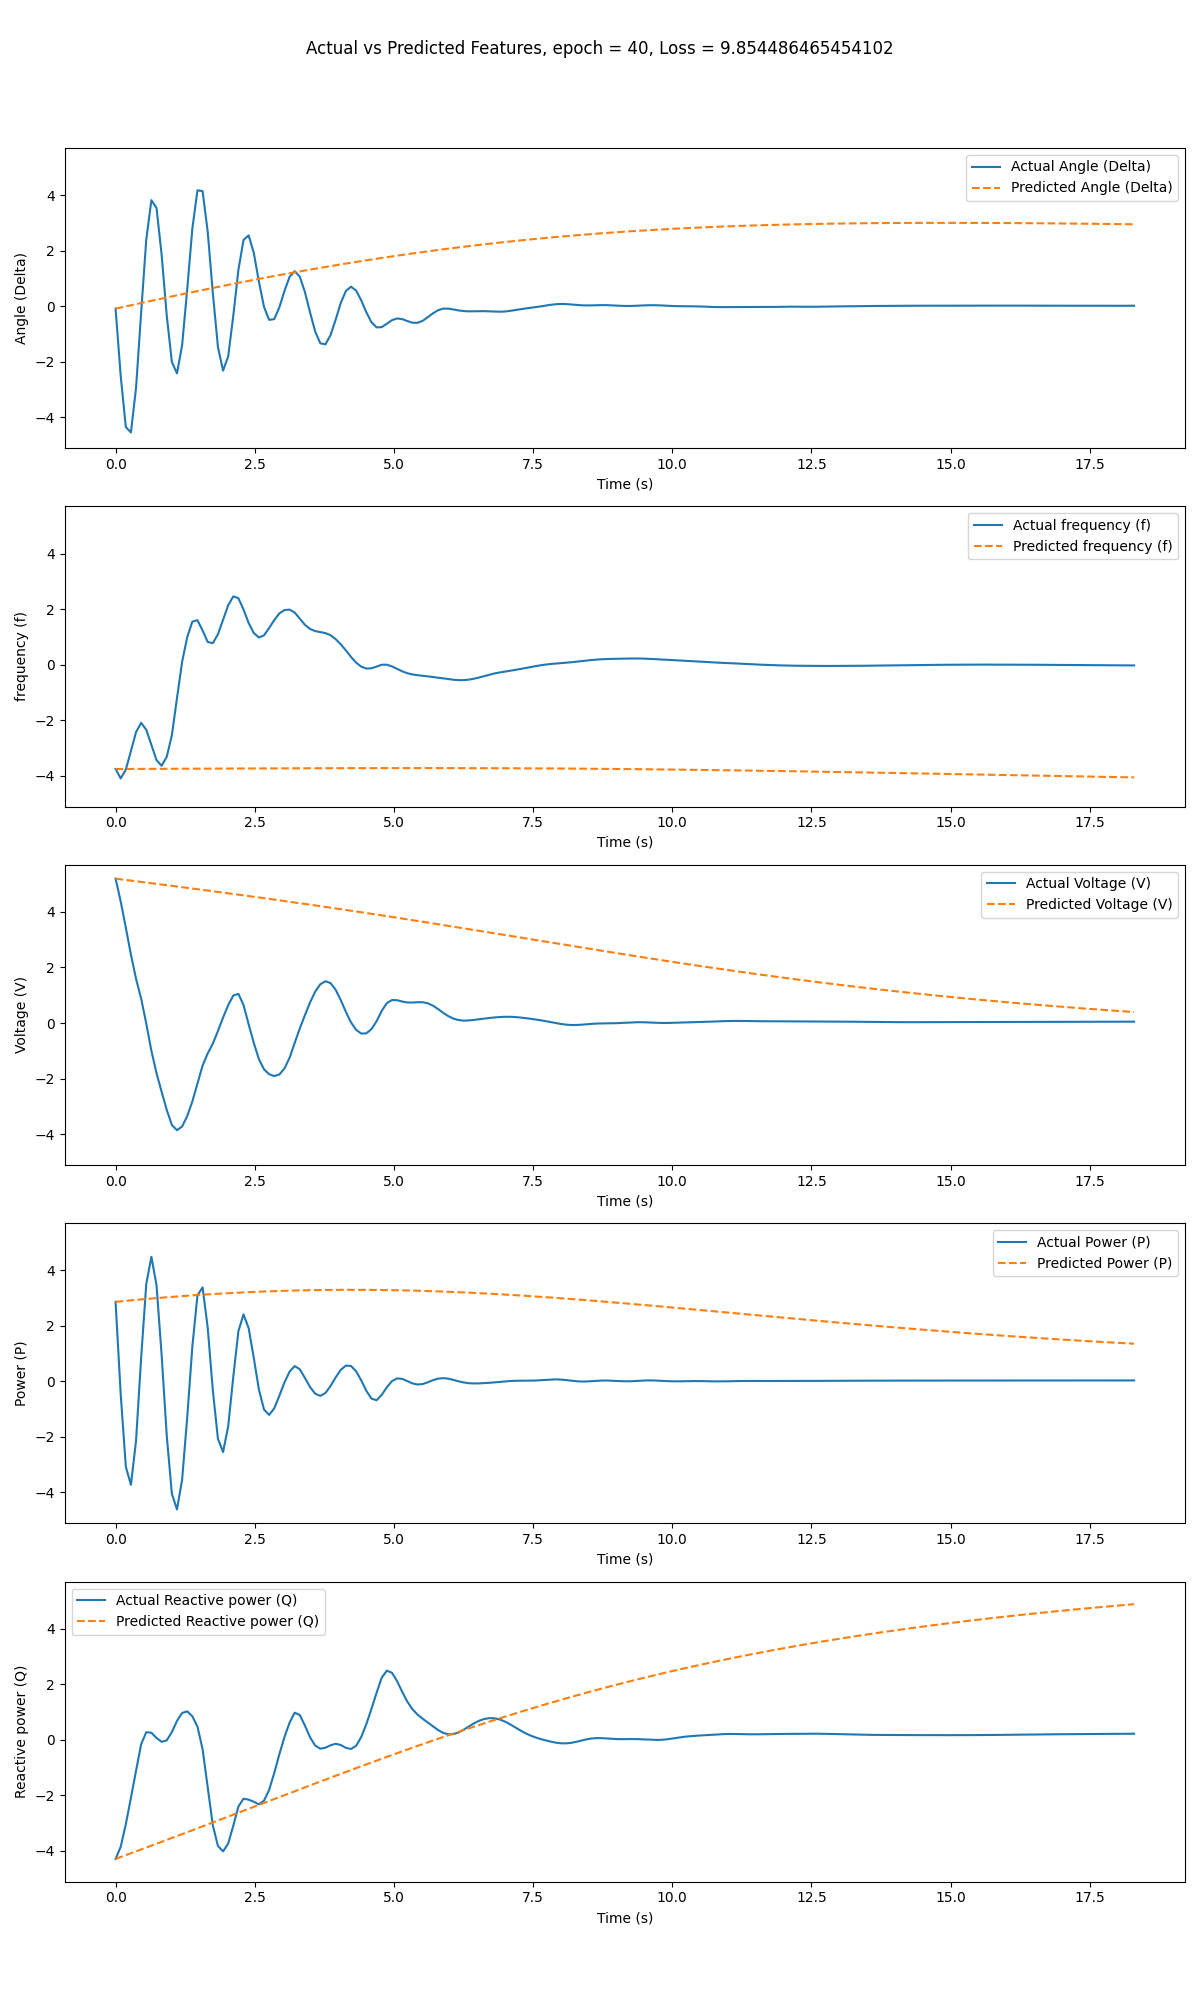 Actual vs Predicted Features, epoch = 40, Loss = 9.854486465454102
Actual Angle (Delta)
Predicted Angle (Delta)
Angle (Delta)
4
2
0
−2
−4
0.0 2.5 5.0 7.5 10.0 12.5 15.0 17.5
Time (s)
Actual frequency (f)
Predicted frequency (f)
frequency (f)
4
2
0
−2
−4
0.0 2.5 5.0 7.5 10.0 12.5 15.0 17.5
Time (s)
Actual Voltage (V)
Predicted Voltage (V)
Voltage (V)
4
2
0
−2
−4
0.0 2.5 5.0 7.5 10.0 12.5 15.0 17.5
Time (s)
Actual Power (P)
Predicted Power (P)
Power (P)
4
2
0
−2
−4
0.0 2.5 5.0 7.5 10.0 12.5 15.0 17.5
Time (s)
Actual Reactive power (Q)
Predicted Reactive power (Q)
Reactive power (Q)
4
2
0
−2
−4
0.0 2.5 5.0 7.5 10.0 12.5 15.0 17.5
Time (s)